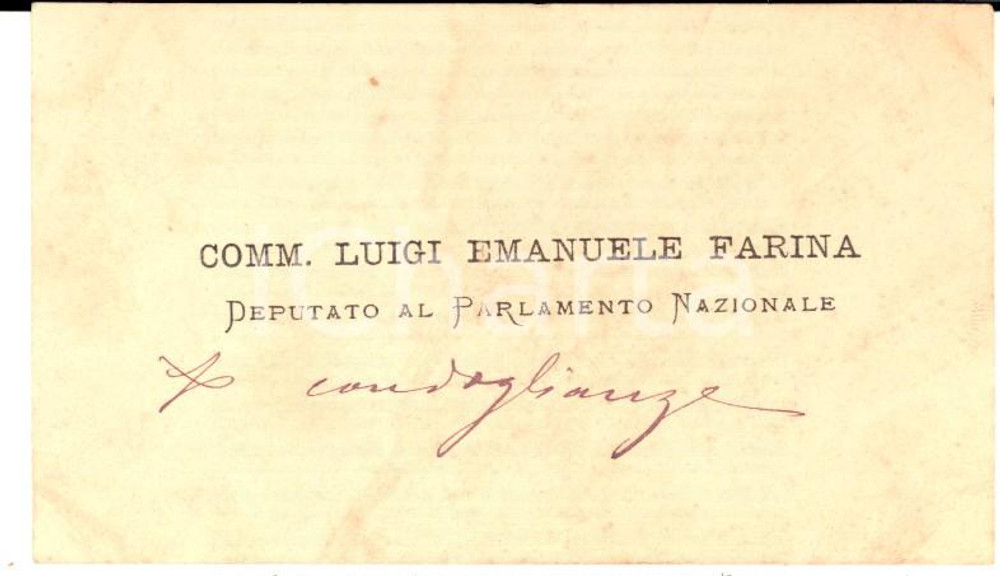 COMM. LUIGI EMANUELE FARINA
DEPUTATO AL PARLAMENTO NAZIONALE
condoglianze